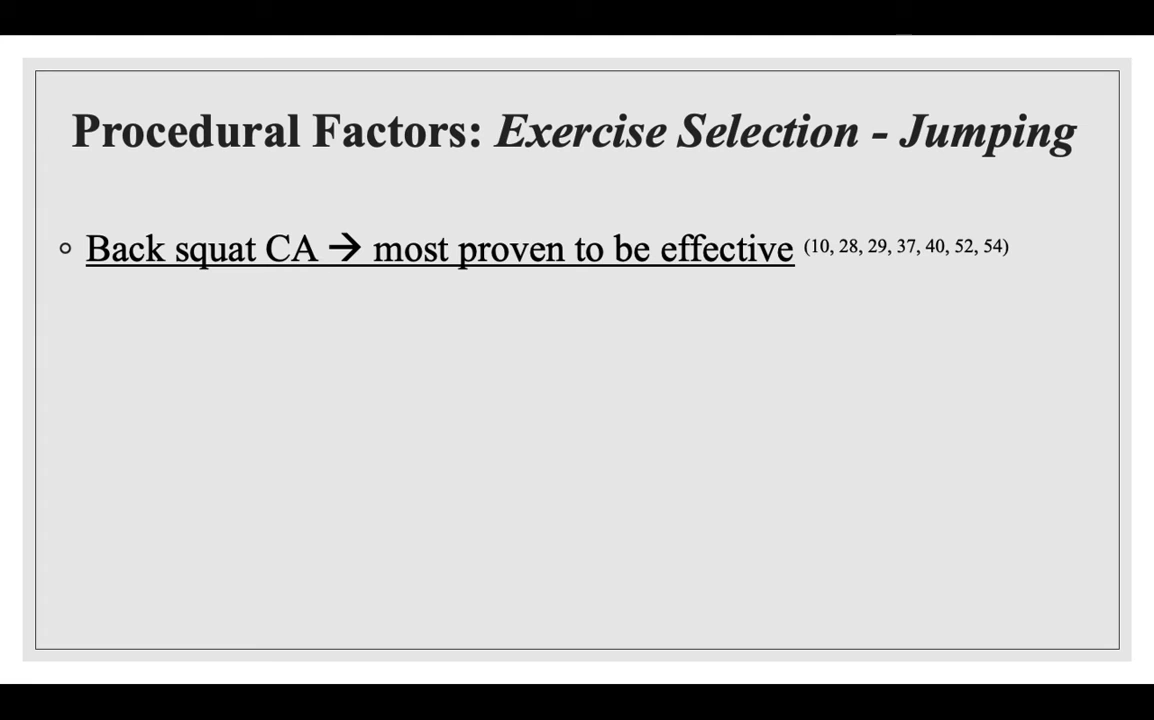 Procedural Factors: Exercise Selection - Jumping
◦ Back squat CA → most proven to be effective (10, 28, 29, 37, 40, 52, 54)